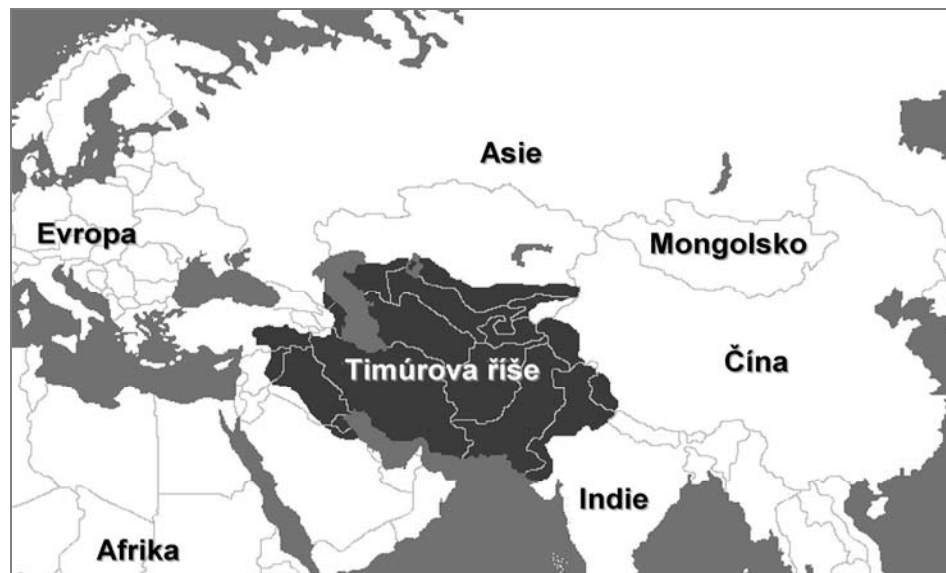 Asie
Evropa
Mongolsko
Timúrova říše
Čína
Indie
Afrika